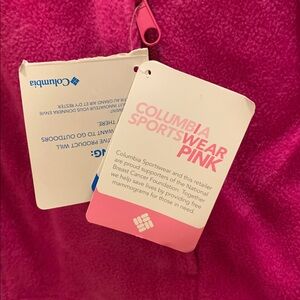 COLUMBIA
SPORTSWEAR
PINK
Columbia Sportswear and this retailer
are proud supporters of the National
Breast Cancer Foundation. Together
we help save lives by providing free
mammograms for those in need.
Columbia
THERE.
WANT TO GO OUTDOORS
PRODUCT WILL